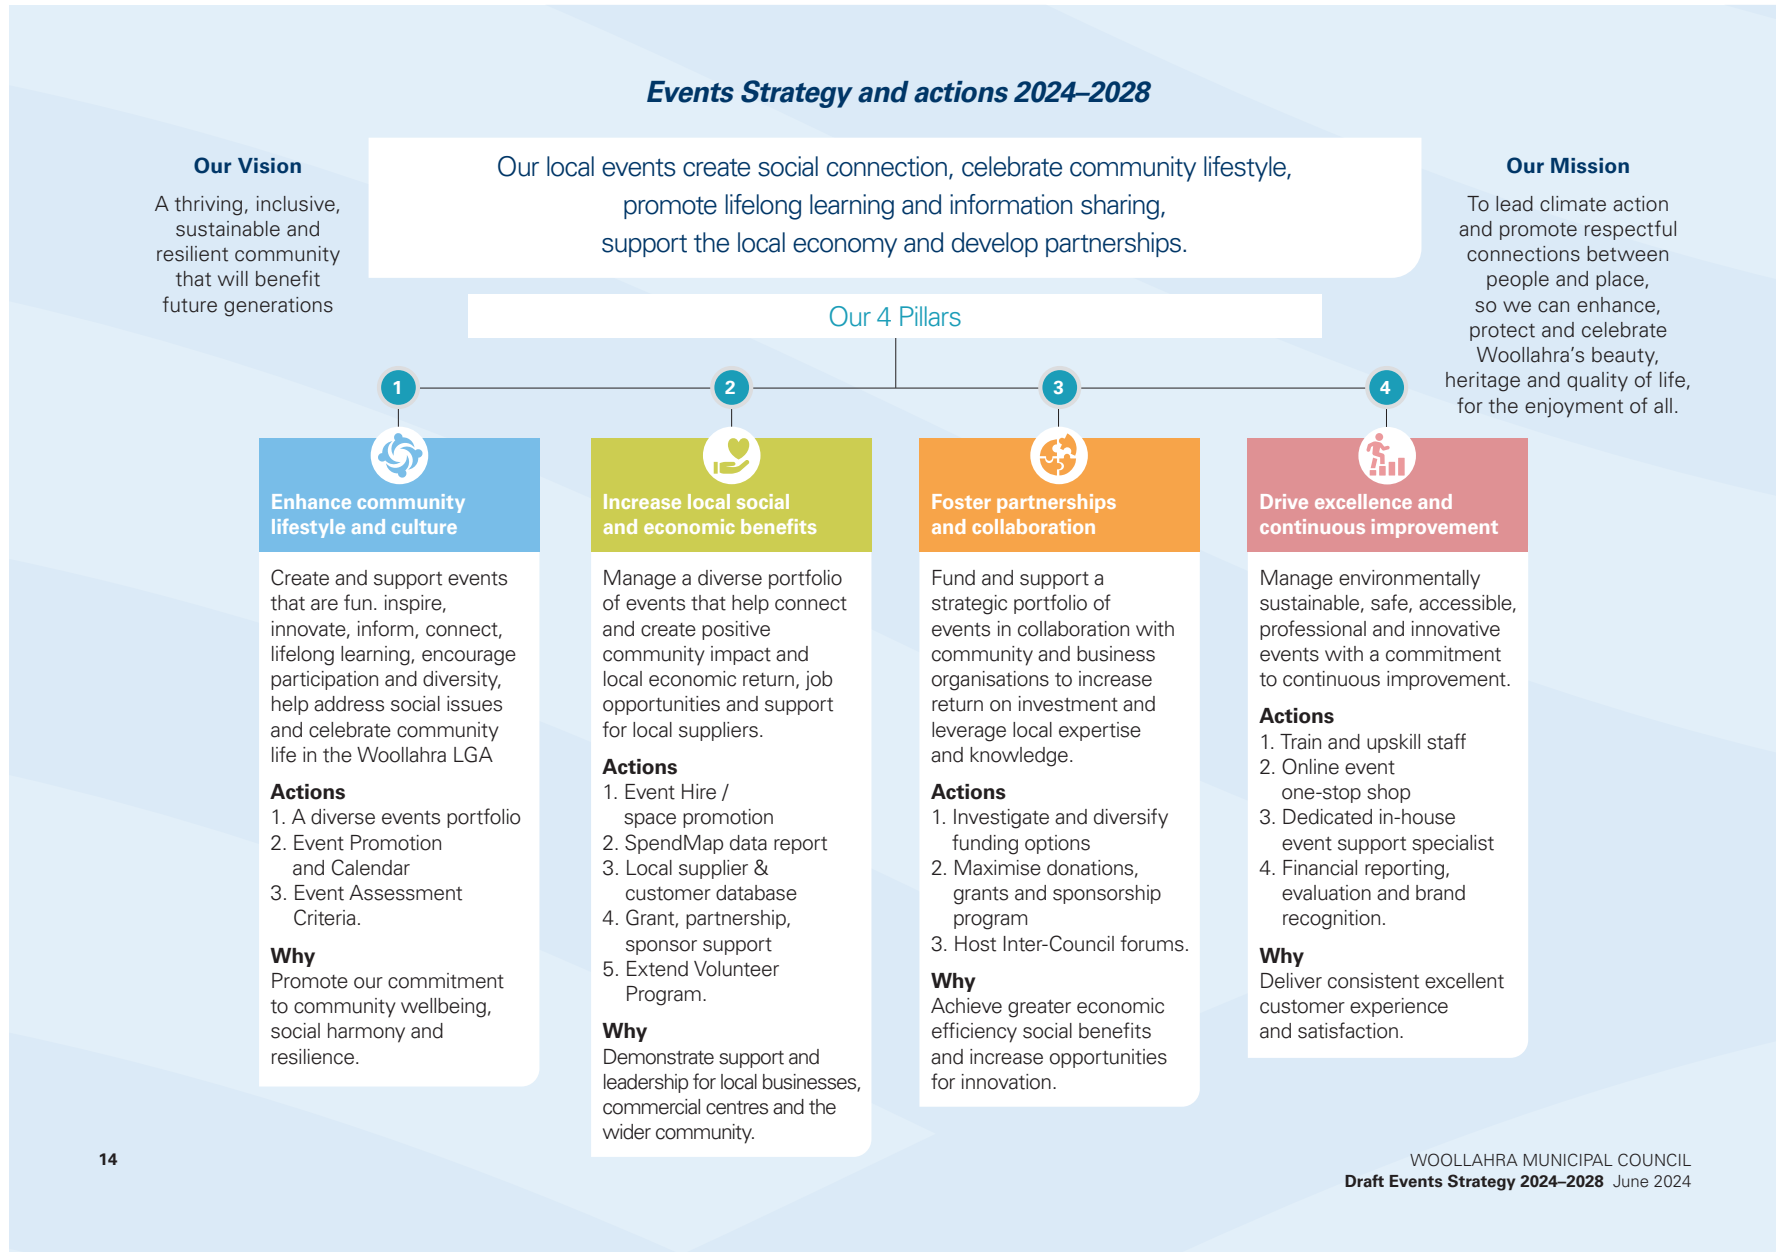 Events Strategy and actions 2024–2028
Our Vision
A thriving, inclusive,
sustainable and
resilient community
that will benefit
future generations
Our local events create social connection, celebrate community lifestyle,
promote lifelong learning and information sharing,
support the local economy and develop partnerships.
Our Mission
To lead climate action
and promote respectful
connections between
people and place,
so we can enhance,
protect and celebrate
Woollahra’s beauty,
heritage and quality of life,
for the enjoyment of all.
Our 4 Pillars
1
2
3
4
Enhance community
lifestyle and culture
Create and support events
that are fun. inspire,
innovate, inform, connect,
lifelong learning, encourage
participation and diversity,
help address social issues
and celebrate community
life in the Woollahra LGA
Actions
1. A diverse events portfolio
2. Event Promotion
and Calendar
3. Event Assessment
Criteria.
Why
Promote our commitment
to community wellbeing,
social harmony and
resilience.
Increase local social
and economic benefits
Manage a diverse portfolio
of events that help connect
and create positive
community impact and
local economic return, job
opportunities and support
for local suppliers.
Actions
1. Event Hire /
space promotion
2. SpendMap data report
3. Local supplier &
customer database
4. Grant, partnership,
sponsor support
5. Extend Volunteer
Program.
Why
Demonstrate support and
leadership for local businesses,
commercial centres and the
wider community.
Foster partnerships
and collaboration
Fund and support a
strategic portfolio of
events in collaboration with
community and business
organisations to increase
return on investment and
leverage local expertise
and knowledge.
Actions
1. Investigate and diversify
funding options
2. Maximise donations,
grants and sponsorship
program
3. Host Inter-Council forums.
Why
Achieve greater economic
efficiency social benefits
and increase opportunities
for innovation.
Drive excellence and
continuous improvement
Manage environmentally
sustainable, safe, accessible,
professional and innovative
events with a commitment
to continuous improvement.
Actions
1. Train and upskill staff
2. Online event
one-stop shop
3. Dedicated in-house
event support specialist
4. Financial reporting,
evaluation and brand
recognition.
Why
Deliver consistent excellent
customer experience
and satisfaction.
14
WOOLLAHRA MUNICIPAL COUNCIL
Draft Events Strategy 2024–2028 June 2024